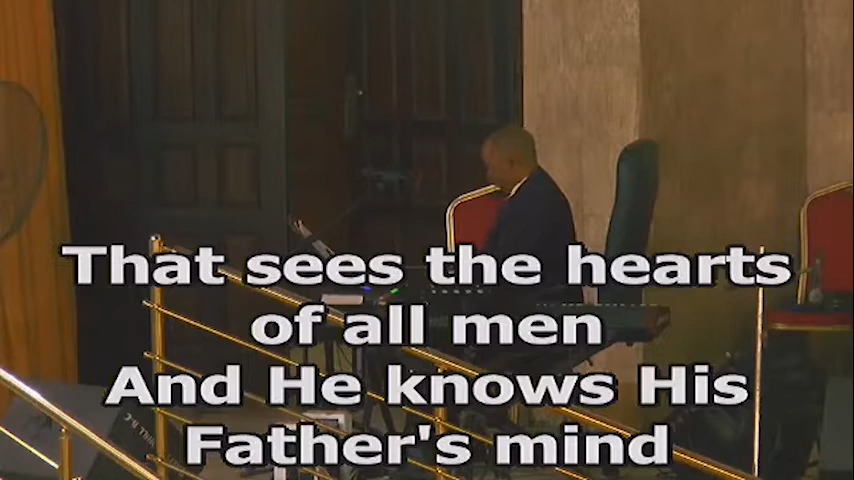 That sees the hearts
of all men
And He knows His
Father's mind